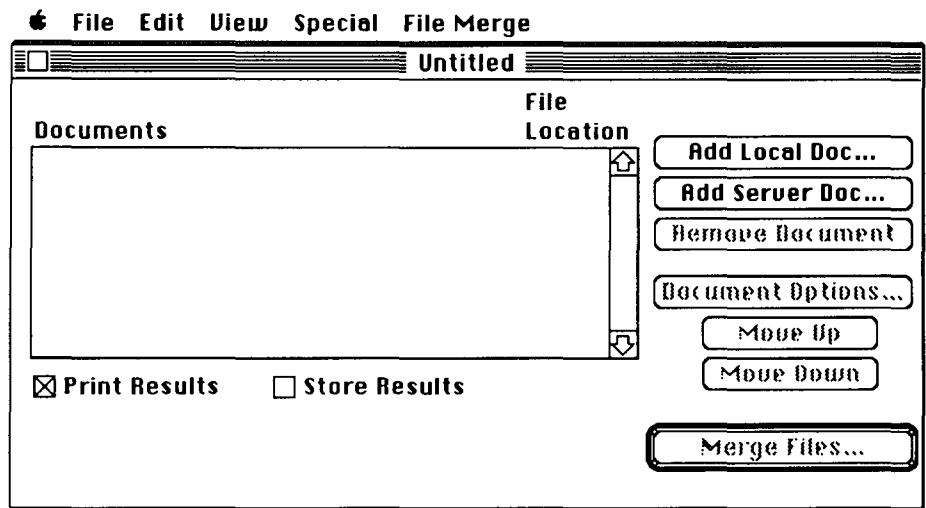 File Edit View Special File Merge
Untitled
File
Documents Location
Add Local Doc...
Add Server Doc...
Remove Document
Document Options...
Move Up
Move Down
Print Results Store Results
Merge Files...